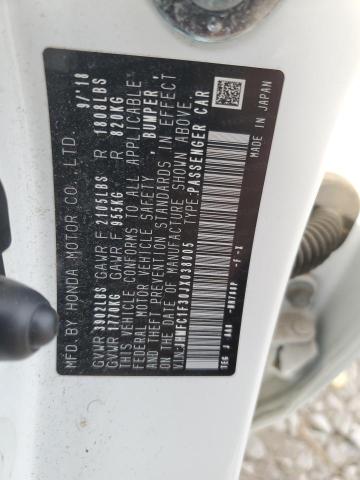 MFD.BY HONDA MOTOR CO.,LTD. 9/'18
GVWR 3902LBS GAWR F 2105LBS R 1808LBS
GVWR 1770KG GAWR F 955KG R 820KG
THIS VEHICLE CONFORMS TO ALL APPLICABLE
FEDERAL MOTOR VEHICLE SAFETY, BUMPER,
AND THEFT PREVENTION STANDARDS IN EFFECT
ON THE DATE OF MANUFACTURE SHOWN ABOVE.
V.I.N: JHMFC1F30JX038005 TYPE:PASSENGER CAR
MADE IN JAPAN